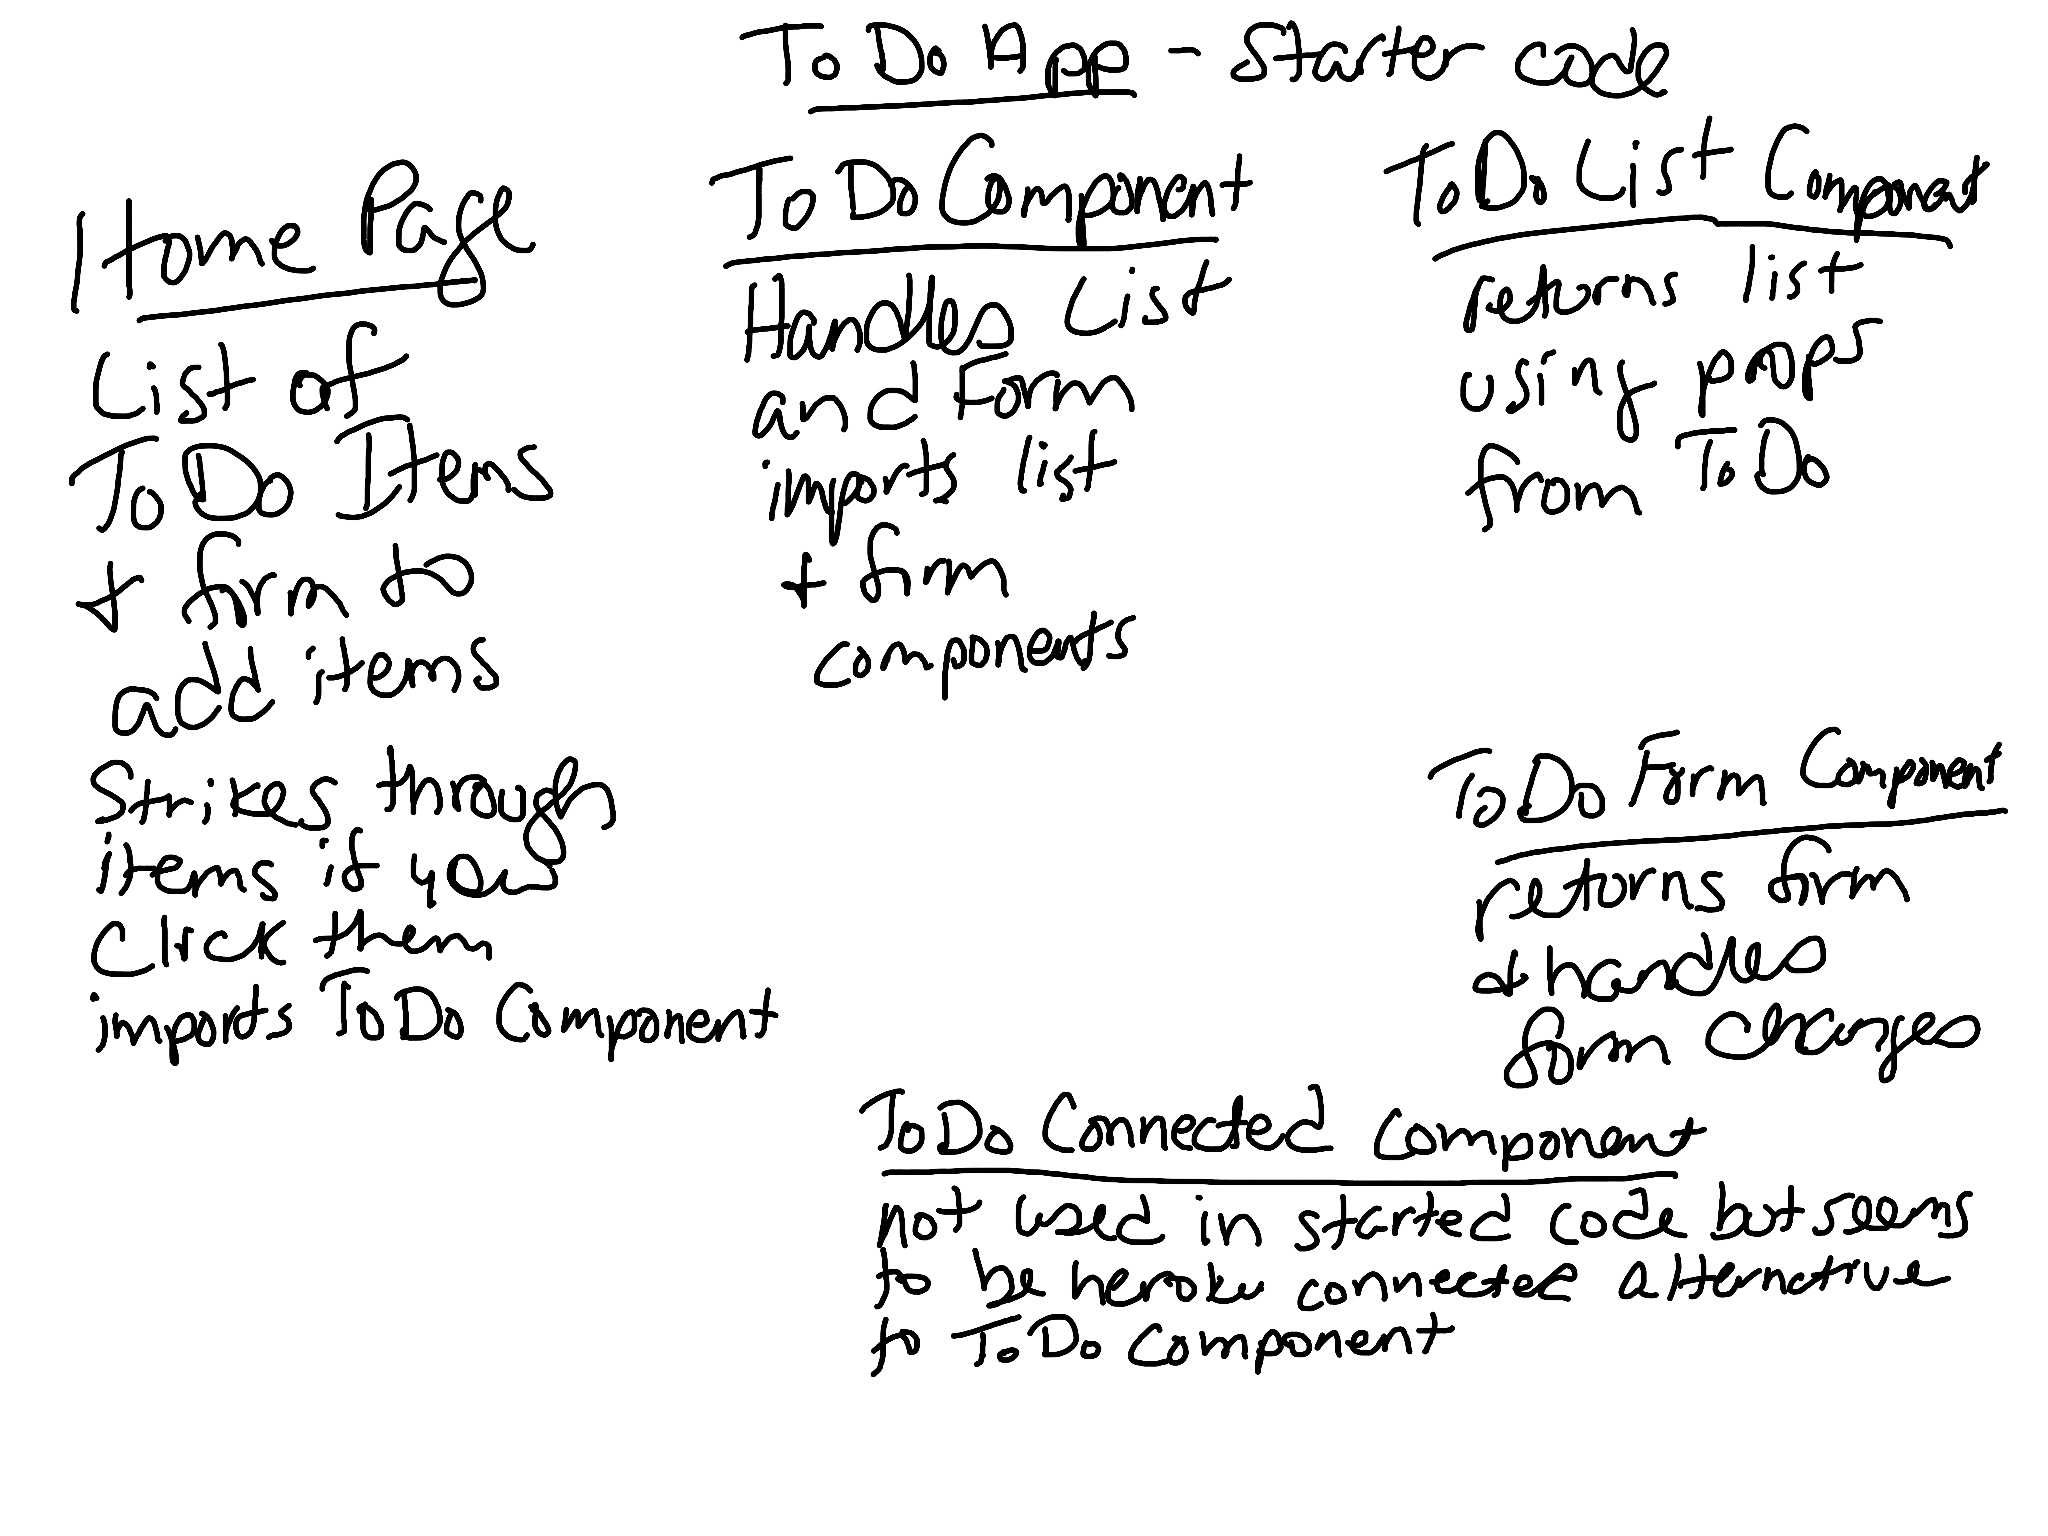 To Do App - Starter code
Home Page
List of
To Do Items
+ form to
add items
Strikes through
items if you
Click them
imports ToDo Component
To Do Component
Handles List
and Form
imports list
+ form
components
ToDo List Component
returns list
using props
from ToDo
ToDo Form Component
returns form
+ handles
form changes
ToDo Connected Component
not used in started code but seems
to be heroku connected alternative
to ToDo Component